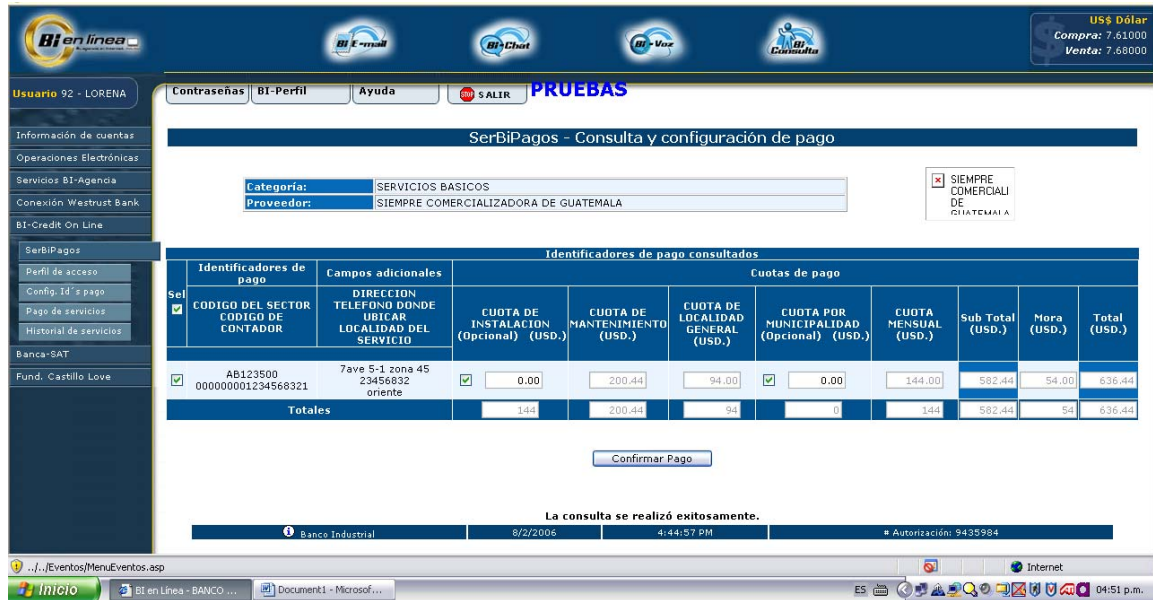 Bi en línea
BI E-mail
BI-Chat
BI-Voz
BI Consulta
US$ Dólar
Compra: 7.61000
Venta: 7.68000
Usuario 92 - LORENA
Contraseñas
BI-Perfil
Ayuda
STOP SALIR
PRUEBAS
Información de cuentas
Operaciones Electrónicas
Servicios BI-Agencia
Conexión Westrust Bank
BI-Credit On Line
SerBiPagos
Perfil de acceso
Config. Id´s pago
Pago de servicios
Historial de servicios
Banca-SAT
Fund. Castillo Love
SerBiPagos - Consulta y configuración de pago
Categoría: SERVICIOS BASICOS
Proveedor: SIEMPRE COMERCIALIZADORA DE GUATEMALA
SIEMPRE
COMERCIALI
DE
GUATEMALA
Identificadores de pago consultados
Sel
Identificadores de pago
Campos adicionales
Cuotas de pago
CODIGO DEL SECTOR
CODIGO DE
CONTADOR
DIRECCION
TELEFONO DONDE
UBICAR
LOCALIDAD DEL
SERVICIO
CUOTA DE
INSTALACION
(Opcional) (USD.)
CUOTA DE
MANTENIMIENTO
(USD.)
CUOTA DE
LOCALIDAD
GENERAL
(USD.)
CUOTA POR
MUNICIPALIDAD
(Opcional) (USD.)
CUOTA
MENSUAL
(USD.)
Sub Total
(USD.)
Mora
(USD.)
Total
(USD.)
AB123500
000000001234568321
7ave 5-1 zona 45
23456832
oriente
0.00
200.44
94.00
0.00
144.00
582.44
54.00
636.44
Totales
144
200.44
94
0
144
582.44
54
636.44
Confirmar Pago
La consulta se realizó exitosamente.
Banco Industrial
8/2/2006
4:44:57 PM
# Autorización: 9435984
../../Eventos/MenuEventos.asp
Internet
Inicio
BI en Línea - BANCO ...
Document1 - Microsof...
ES
04:51 p.m.